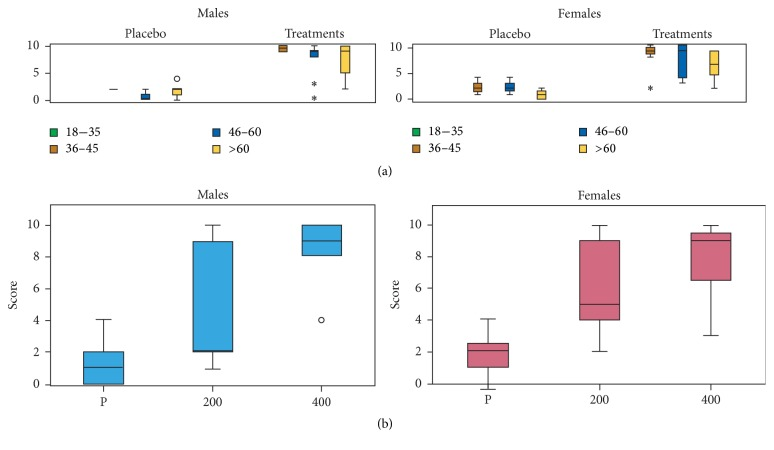 Males
Females
Placebo
Treatments
Placebo
Treatments
10
5
0
*
*
10
5
0
*
18–35
46–60
36–45
>60
18–35
46–60
36–45
>60
(a)
Males
Females
Score
10
8
6
4
2
0
P
200
400
Score
10
8
6
4
2
0
P
200
400
(b)